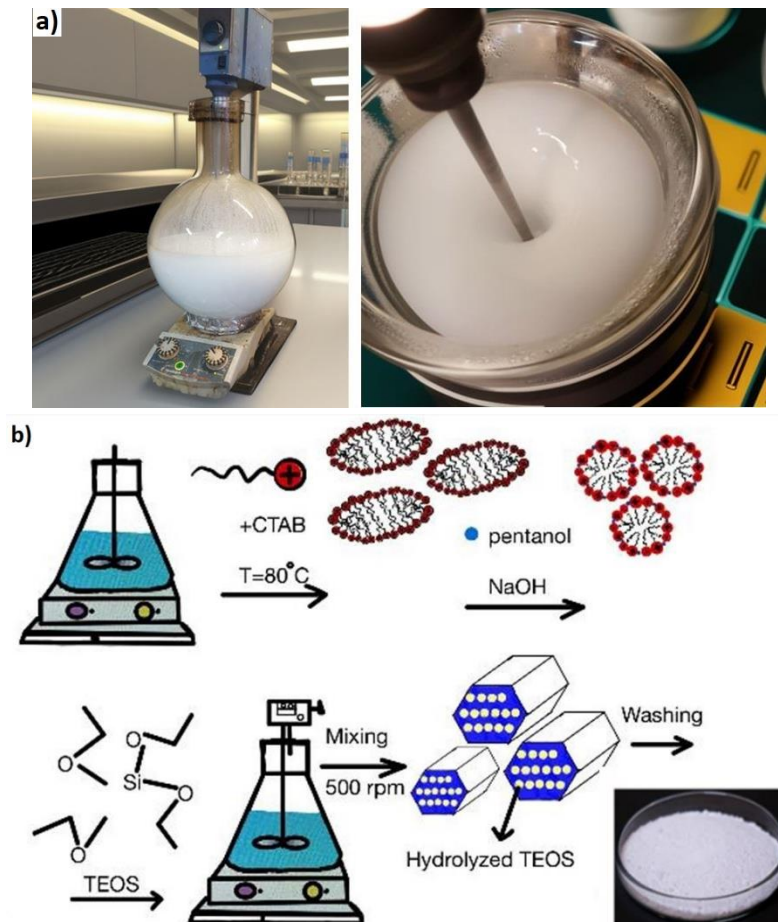 a)
b)
+CTAB
T=80°C
pentanol
NaOH
O
O
Si
O
O
TEOS
Mixing
500 rpm
Hydrolyzed TEOS
Washing